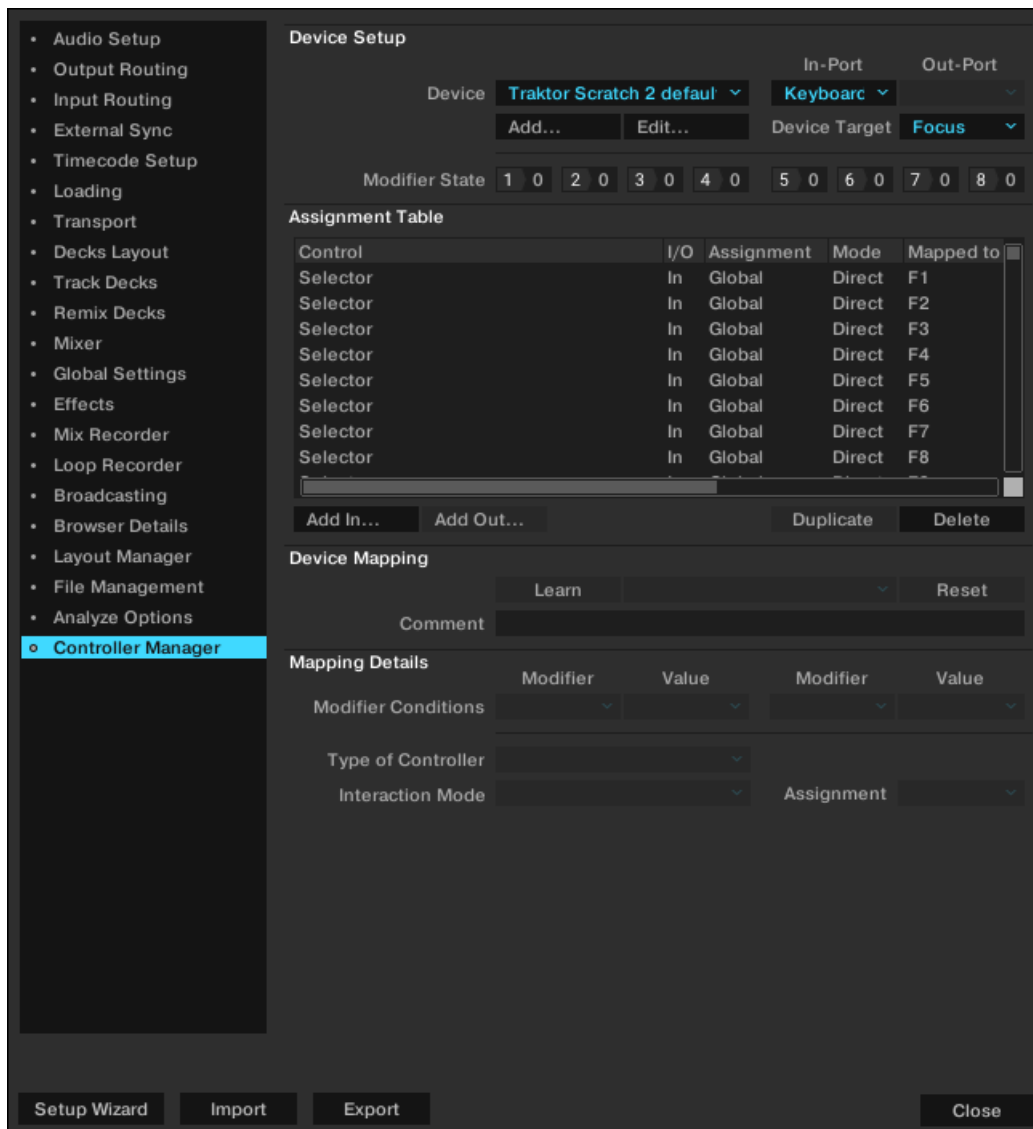 Audio Setup
Output Routing
Input Routing
External Sync
Timecode Setup
Loading
Transport
Decks Layout
Track Decks
Remix Decks
Mixer
Global Settings
Effects
Mix Recorder
Loop Recorder
Broadcasting
Browser Details
Layout Manager
File Management
Analyze Options
Controller Manager
Device Setup
In-Port Out-Port
Device Traktor Scratch 2 defaul Keyboarc
Add... Edit... Device Target Focus
Modifier State 1 0 2 0 3 0 4 0 5 0 6 0 7 0 8 0
Assignment Table
Control I/O Assignment Mode Mapped to
Selector In Global Direct F1
Selector In Global Direct F2
Selector In Global Direct F3
Selector In Global Direct F4
Selector In Global Direct F5
Selector In Global Direct F6
Selector In Global Direct F7
Selector In Global Direct F8
Add In... Add Out... Duplicate Delete
Device Mapping
Learn Reset
Comment
Mapping Details
Modifier Value Modifier Value
Modifier Conditions
Type of Controller
Interaction Mode Assignment
Setup Wizard Import Export Close